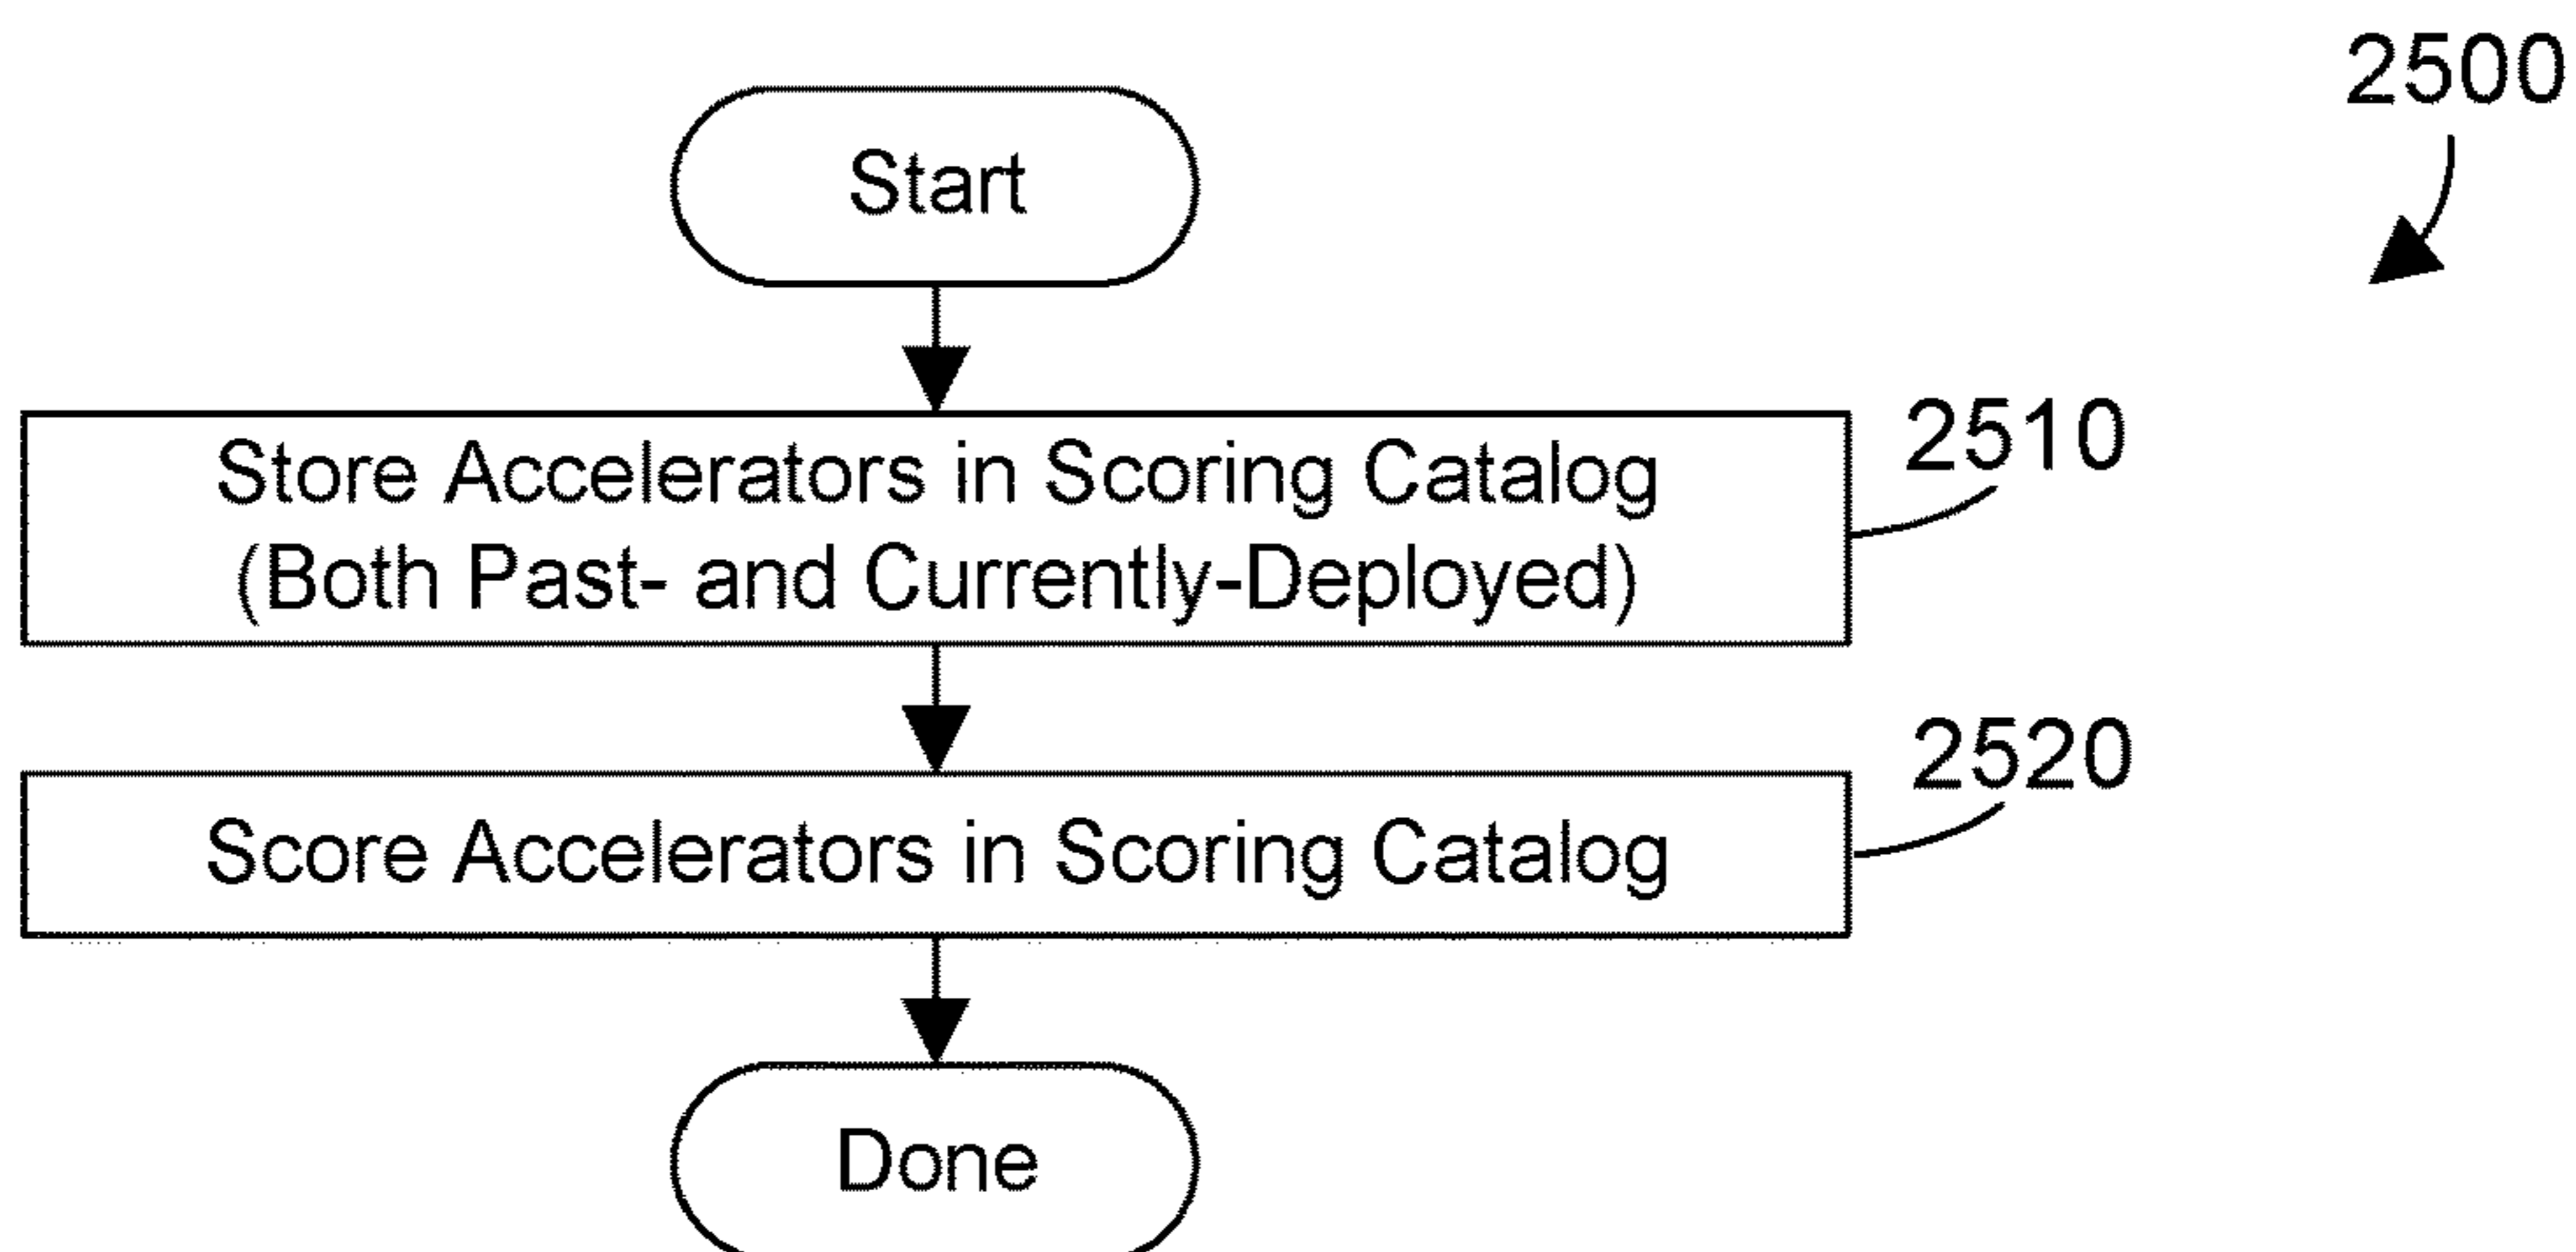 2500
Start
Store Accelerators in Scoring Catalog
(Both Past- and Currently-Deployed)
2510
Score Accelerators in Scoring Catalog
2520
Done